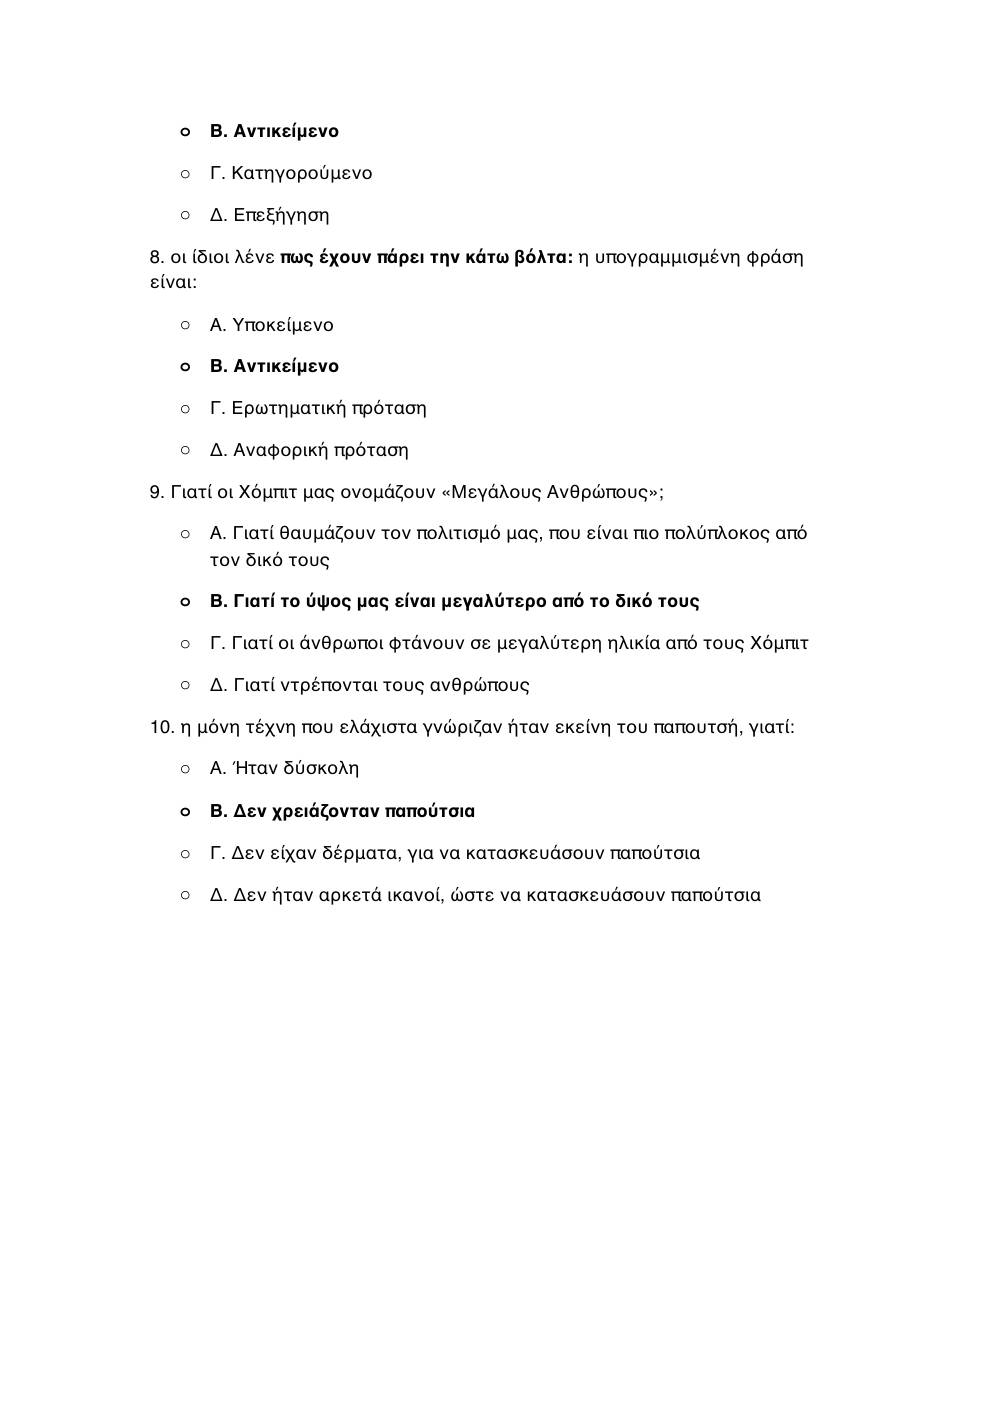 Β. Αντικείμενο
Γ. Κατηγορούμενο
Δ. Επεξήγηση
8. οι ίδιοι λένε πως έχουν πάρει την κάτω βόλτα: η υπογραμμισμένη φράση
είναι:
Α. Υποκείμενο
Β. Αντικείμενο
Γ. Ερωτηματική πρόταση
Δ. Αναφορική πρόταση
9. Γιατί οι Χόμπιτ μας ονομάζουν «Μεγάλους Ανθρώπους»;
Α. Γιατί θαυμάζουν τον πολιτισμό μας, που είναι πιο πολύπλοκος από
τον δικό τους
Β. Γιατί το ύψος μας είναι μεγαλύτερο από το δικό τους
Γ. Γιατί οι άνθρωποι φτάνουν σε μεγαλύτερη ηλικία από τους Χόμπιτ
Δ. Γιατί ντρέπονται τους ανθρώπους
10. η μόνη τέχνη που ελάχιστα γνώριζαν ήταν εκείνη του παπουτσή, γιατί:
Α. Ήταν δύσκολη
Β. Δεν χρειάζονταν παπούτσια
Γ. Δεν είχαν δέρματα, για να κατασκευάσουν παπούτσια
Δ. Δεν ήταν αρκετά ικανοί, ώστε να κατασκευάσουν παπούτσια